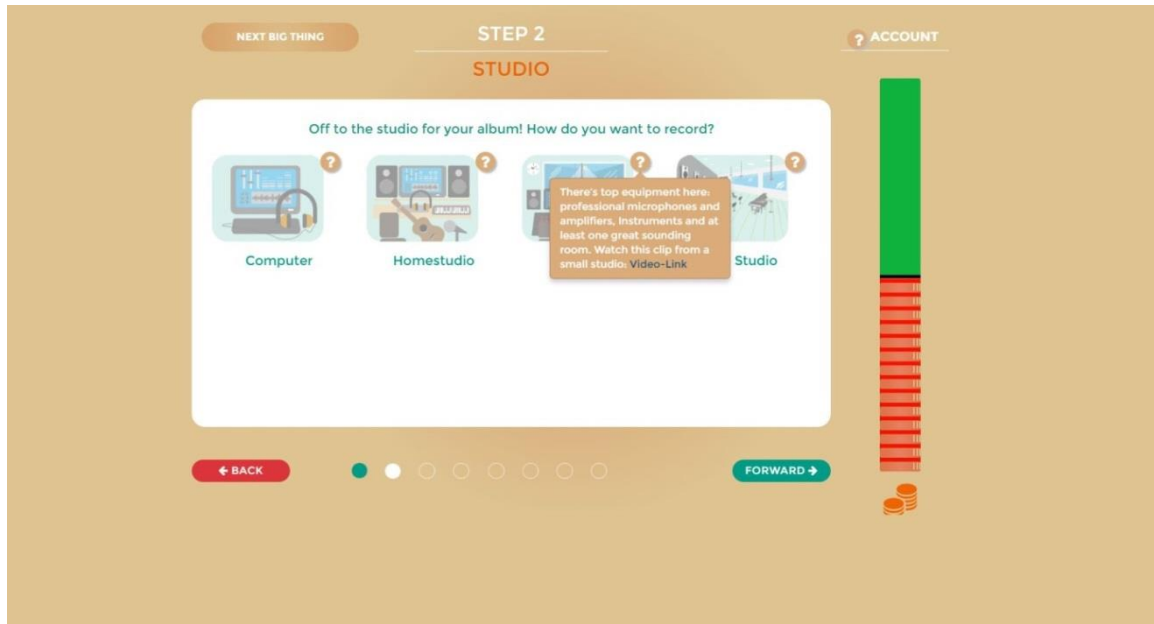 NEXT BIG THING
STEP 2
? ACCOUNT
STUDIO
Off to the studio for your album! How do you want to record?
?
?
?
?
There's top equipment here:
professional microphones and
amplifiers, Instruments and at
least one great sounding
room. Watch this clip from a
small studio: Video-Link
Computer
Homestudio
Studio
← BACK
FORWARD →